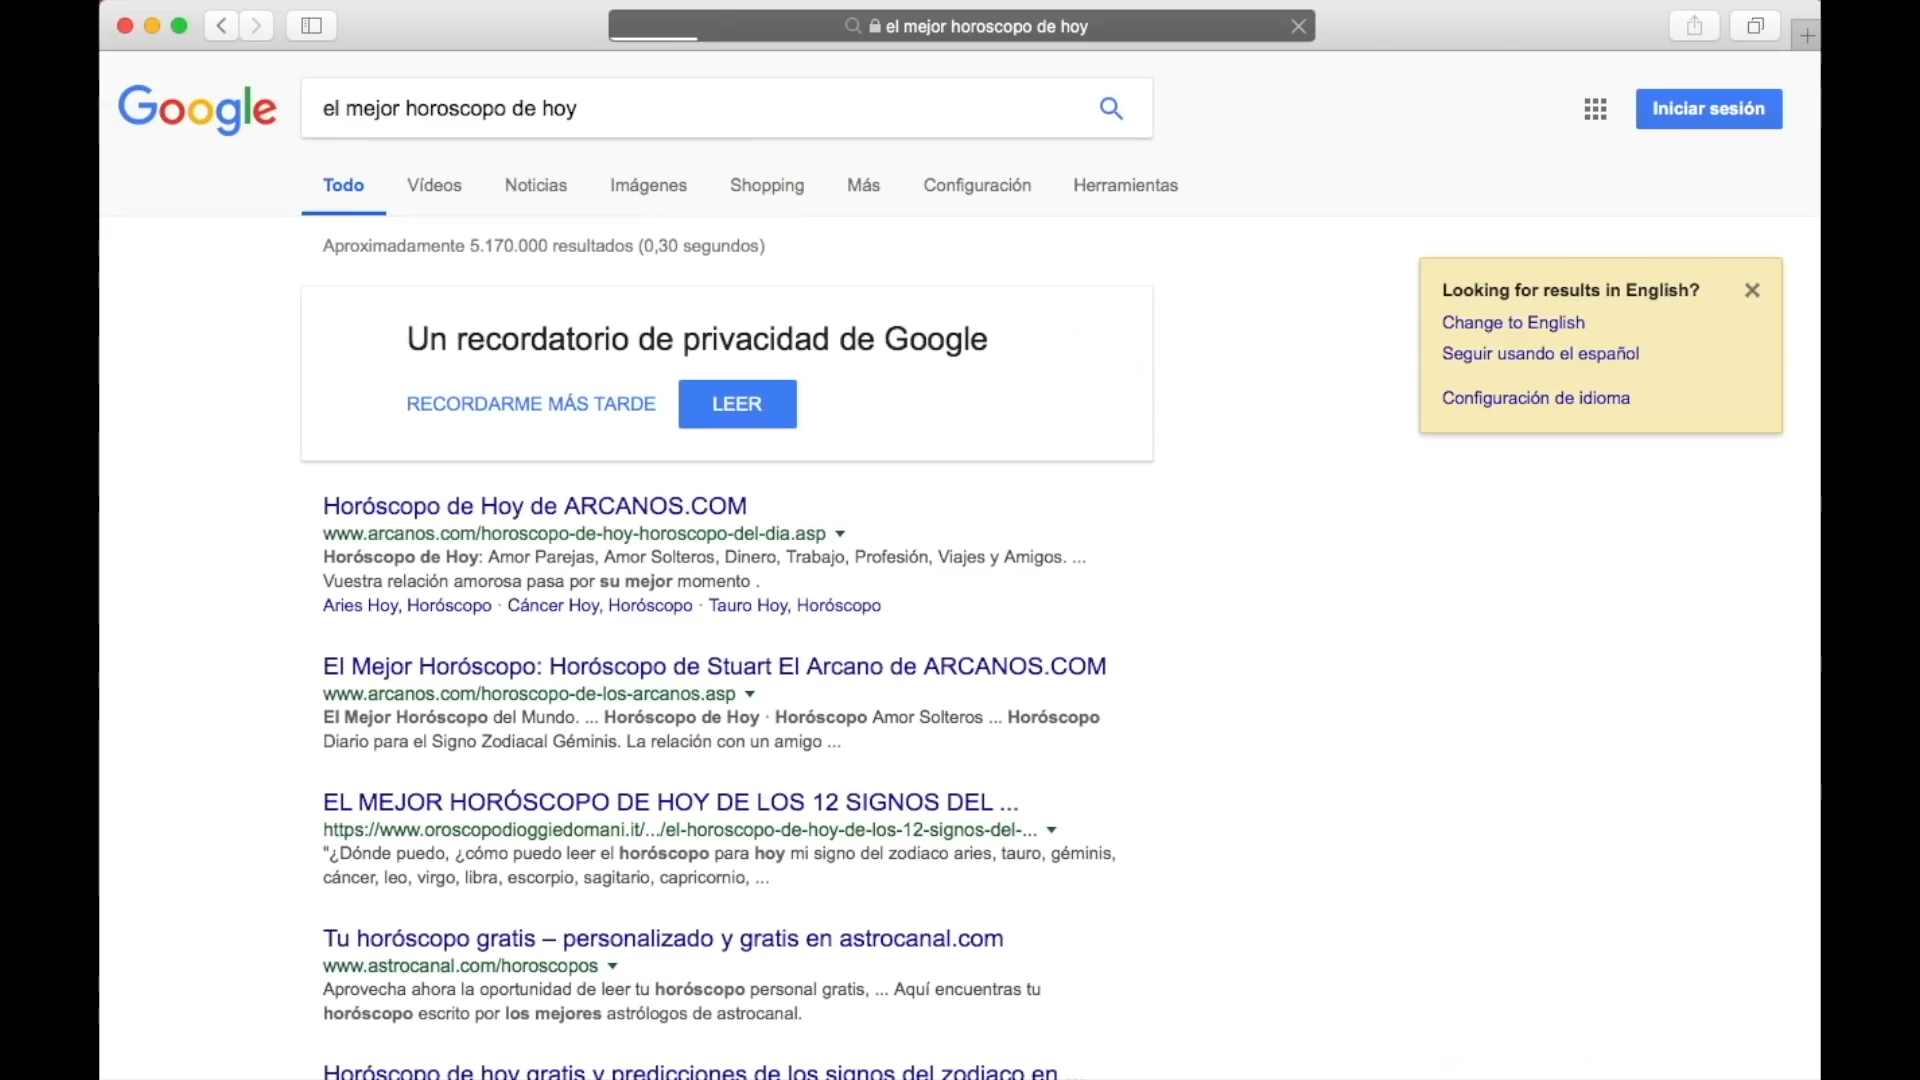 el mejor horoscopo de hoy
Google
el mejor horoscopo de hoy
Iniciar sesión
Todo Vídeos Noticias Imágenes Shopping Más Configuración Herramientas
Aproximadamente 5.170.000 resultados (0,30 segundos)
Looking for results in English?
Change to English
Seguir usando el español
Configuración de idioma
Un recordatorio de privacidad de Google
RECORDARME MÁS TARDE LEER
Horóscopo de Hoy de ARCANOS.COM
www.arcanos.com/horoscopo-de-hoy-horoscopo-del-dia.asp
Horóscopo de Hoy: Amor Parejas, Amor Solteros, Dinero, Trabajo, Profesión, Viajes y Amigos. ...
Vuestra relación amorosa pasa por su mejor momento .
Aries Hoy, Horóscopo · Cáncer Hoy, Horóscopo · Tauro Hoy, Horóscopo
El Mejor Horóscopo: Horóscopo de Stuart El Arcano de ARCANOS.COM
www.arcanos.com/horoscopo-de-los-arcanos.asp
El Mejor Horóscopo del Mundo. ... Horóscopo de Hoy · Horóscopo Amor Solteros ... Horóscopo
Diario para el Signo Zodiacal Géminis. La relación con un amigo ...
EL MEJOR HORÓSCOPO DE HOY DE LOS 12 SIGNOS DEL ...
https://www.oroscopodioggiedomani.it/.../el-horoscopo-de-hoy-de-los-12-signos-del-...
"¿Dónde puedo, ¿cómo puedo leer el horóscopo para hoy mi signo del zodiaco aries, tauro, géminis,
cáncer, leo, virgo, libra, escorpio, sagitario, capricornio, ...
Tu horóscopo gratis – personalizado y gratis en astrocanal.com
www.astrocanal.com/horoscopos
Aprovecha ahora la oportunidad de leer tu horóscopo personal gratis, ... Aquí encuentras tu
horóscopo escrito por los mejores astrólogos de astrocanal.
Horóscopo de hoy gratis y predicciones de los signos del zodiaco en ...